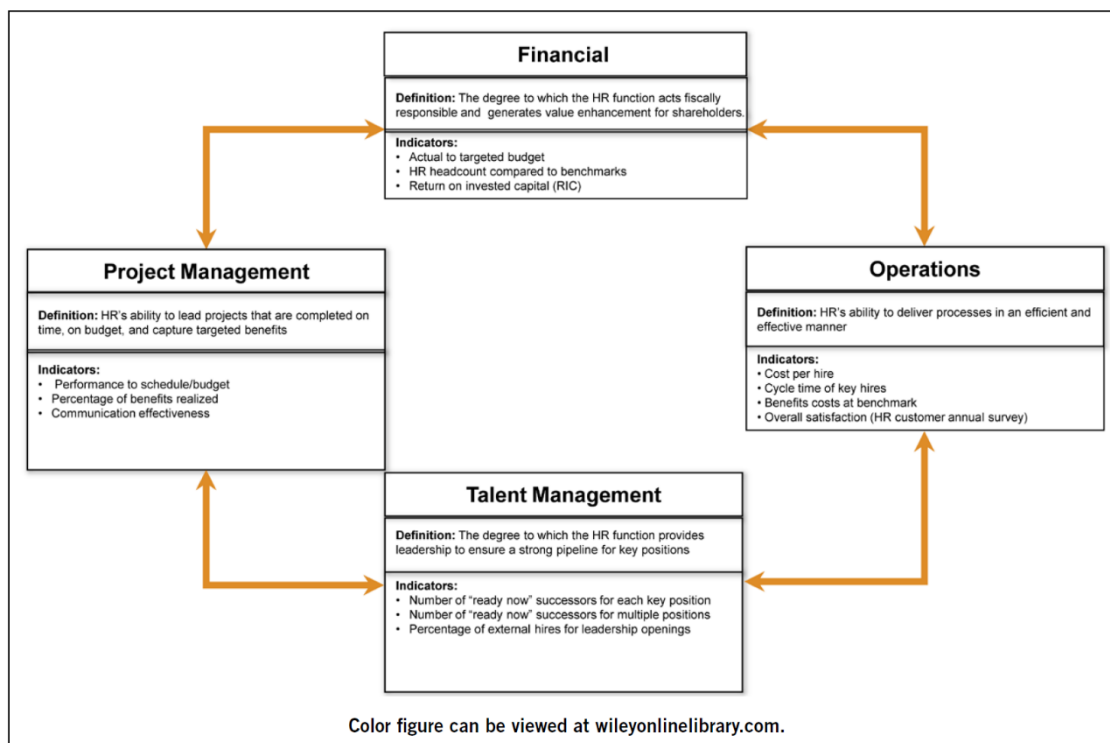 Financial
Definition: The degree to which the HR function acts fiscally
responsible and generates value enhancement for shareholders.
Indicators:
• Actual to targeted budget
• HR headcount compared to benchmarks
• Return on invested capital (RIC)
Project Management
Definition: HR's ability to lead projects that are completed on
time, on budget, and capture targeted benefits
Indicators:
• Performance to schedule/budget
• Percentage of benefits realized
• Communication effectiveness
Operations
Definition: HR's ability to deliver processes in an efficient and
effective manner
Indicators:
• Cost per hire
• Cycle time of key hires
• Benefits costs at benchmark
• Overall satisfaction (HR customer annual survey)
Talent Management
Definition: The degree to which the HR function provides
leadership to ensure a strong pipeline for key positions
Indicators:
• Number of “ready now” successors for each key position
• Number of “ready now” successors for multiple positions
• Percentage of external hires for leadership openings
Color figure can be viewed at wileyonlinelibrary.com.